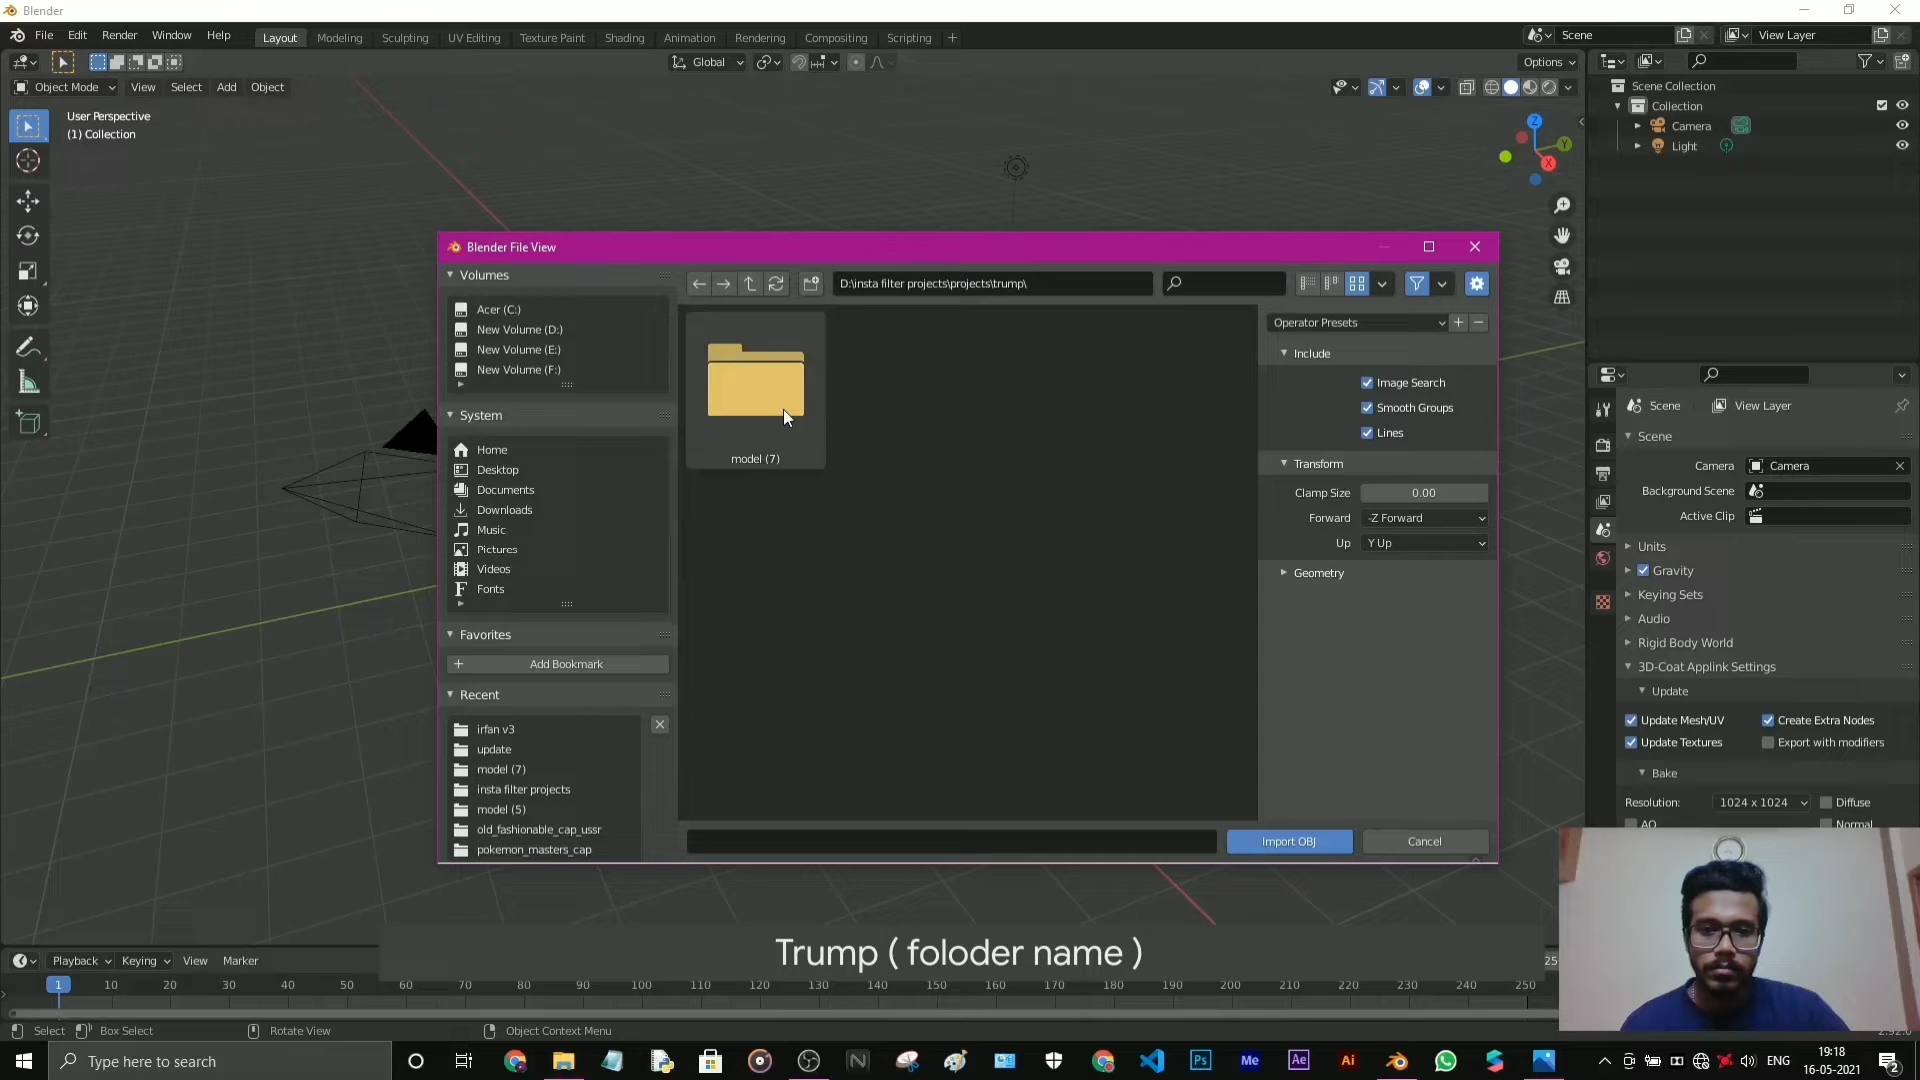 Blender
File Edit Render Window Help
Layout Modeling Sculpting UV Editing Texture Paint Shading Animation Rendering Compositing Scripting +
Scene View Layer
Global Options
Object Mode View Select Add Object
User Perspective
(1) Collection
Z
Y
X
Scene Collection
Collection
Camera
Light
Blender File View
Volumes
Acer (C:)
New Volume (D:)
New Volume (E:)
New Volume (F:)
System
Home
Desktop
Documents
Downloads
Music
Pictures
Videos
Fonts
Favorites
Add Bookmark
Recent
irfan v3
update
model (7)
insta filter projects
model (5)
old_fashionable_cap_ussr
pokemon_masters_cap
D:\insta filter projects\projects\trump\
model (7)
Operator Presets
Include
Image Search
Smooth Groups
Lines
Transform
Clamp Size 0.00
Forward -Z Forward
Up Y Up
Geometry
Import OBJ Cancel
Scene View Layer
Scene
Camera Camera
Background Scene
Active Clip
Units
Gravity
Keying Sets
Audio
Rigid Body World
3D-Coat Applink Settings
Update
Update Mesh/UV Create Extra Nodes
Update Textures Export with modifiers
Bake
Resolution: 1024 x 1024 Diffuse
AO Normal
Trump ( foloder name )
Playback Keying View Marker
1 10 20 30 40 50 60 70 80 90 100 110 120 130 140 150 160 170 180 190 200 210 220 230 240 250
Select Box Select Rotate View Object Context Menu
Type here to search
N Ps Me Ae Ai
ENG
19:18
16-05-2021
2